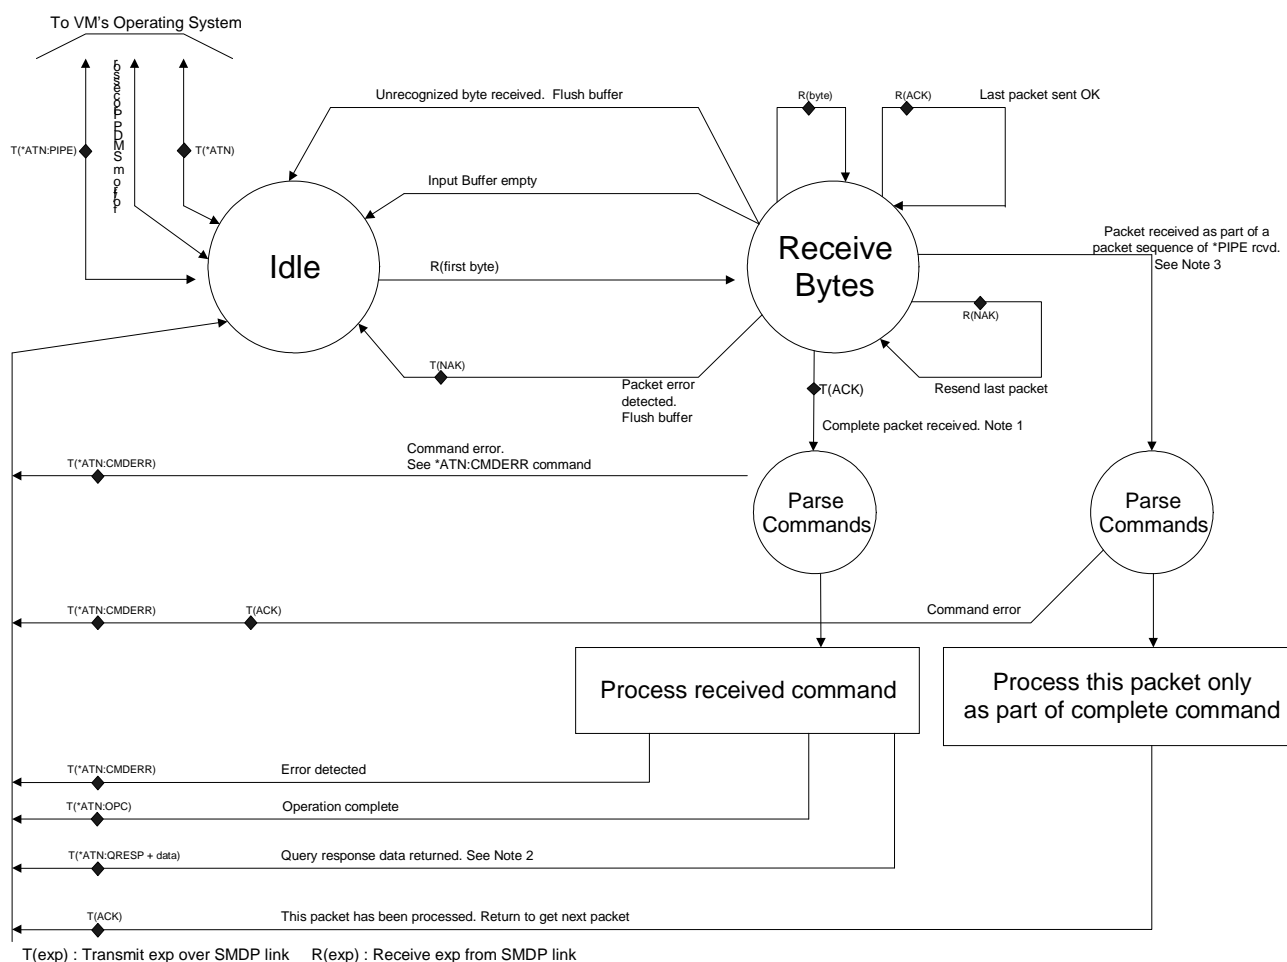 To VM's Operating System
to/from SMDP Processor
T(*ATN:PIPE)
T(*ATN)
Unrecognized byte received.  Flush buffer
R(byte)
R(ACK)
Last packet sent OK
Input Buffer empty
Idle
R(first byte)
Receive
Bytes
Packet received as part of a
packet sequence of *PIPE rcvd.
See Note 3
R(NAK)
Resend last packet
T(NAK)
Packet error
detected.
Flush buffer
T(ACK)
Complete packet received. Note 1
Command error.
See *ATN:CMDERR command
T(*ATN:CMDERR)
Parse
Commands
Parse
Commands
T(*ATN:CMDERR)
T(ACK)
Command error
Process received command
Process this packet only
as part of complete command
T(*ATN:CMDERR)
Error detected
T(*ATN:OPC)
Operation complete
T(*ATN:QRESP + data)
Query response data returned. See Note 2
T(ACK)
This packet has been processed. Return to get next packet
T(exp) : Transmit exp over SMDP link
R(exp) : Receive exp from SMDP link